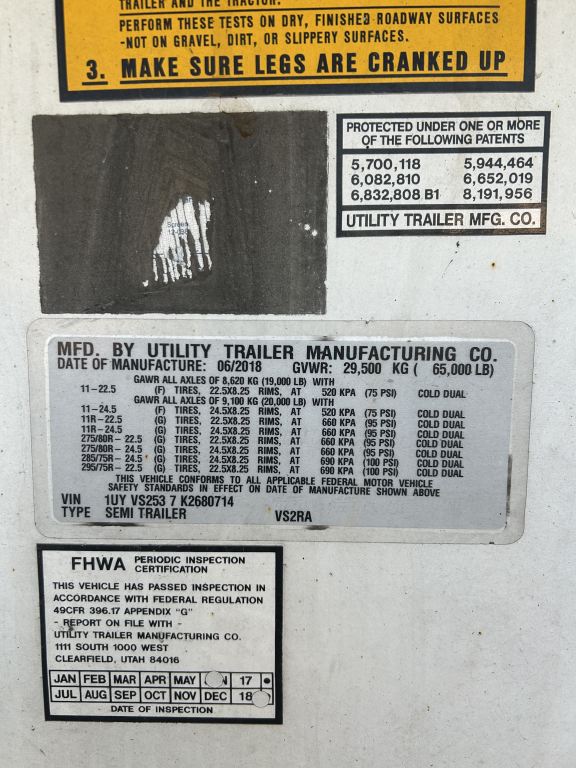 TRAILER AND THE TRACTOR.
PERFORM THESE TESTS ON DRY, FINISHED ROADWAY SURFACES
-NOT ON GRAVEL, DIRT, OR SLIPPERY SURFACES.
3. MAKE SURE LEGS ARE CRANKED UP
PROTECTED UNDER ONE OR MORE
OF THE FOLLOWING PATENTS
5,700,118 5,944,464
6,082,810 6,652,019
6,832,808 B1 8,191,956
UTILITY TRAILER MFG. CO.
Screen
MFD. BY UTILITY TRAILER MANUFACTURING CO.
DATE OF MANUFACTURE: 06/2018 GVWR: 29,500 KG ( 65,000 LB)
GAWR ALL AXLES OF 8,620 KG (19,000 LB) WITH
11-22.5 (F) TIRES, 22.5X8.25 RIMS, AT 520 KPA (75 PSI) COLD DUAL
GAWR ALL AXLES OF 9,100 KG (20,000 LB) WITH
11-24.5 (F) TIRES, 24.5X8.25 RIMS, AT 520 KPA (75 PSI) COLD DUAL
11R-22.5 (G) TIRES, 22.5X8.25 RIMS, AT 660 KPA (95 PSI) COLD DUAL
11R-24.5 (G) TIRES, 24.5X8.25 RIMS, AT 660 KPA (95 PSI) COLD DUAL
275/80R- 22.5 (G) TIRES, 22.5X8.25 RIMS, AT 660 KPA (95 PSI) COLD DUAL
275/80R- 24.5 (G) TIRES, 24.5X8.25 RIMS, AT 660 KPA (95 PSI) COLD DUAL
285/75R- 24.5 (G) TIRES, 24.5X8.25 RIMS, AT 690 KPA (100 PSI) COLD DUAL
295/75R- 22.5 (G) TIRES, 22.5X8.25 RIMS, AT 690 KPA (100 PSI) COLD DUAL
THIS VEHICLE CONFORMS TO ALL APPLICABLE FEDERAL MOTOR VEHICLE
SAFETY STANDARDS IN EFFECT ON DATE OF MANUFACTURE SHOWN ABOVE
VIN 1UY VS253 7 K2680714
TYPE SEMI TRAILER VS2RA
FHWA PERIODIC INSPECTION
CERTIFICATION
THIS VEHICLE HAS PASSED INSPECTION IN
ACCORDANCE WITH FEDERAL REGULATION
49CFR 396.17 APPENDIX "G"
- REPORT ON FILE WITH -
UTILITY TRAILER MANUFACTURING CO.
1111 SOUTH 1000 WEST
CLEARFIELD, UTAH 84016
JAN FEB MAR APR MAY 17
JUL AUG SEP OCT NOV DEC 18
DATE OF INSPECTION